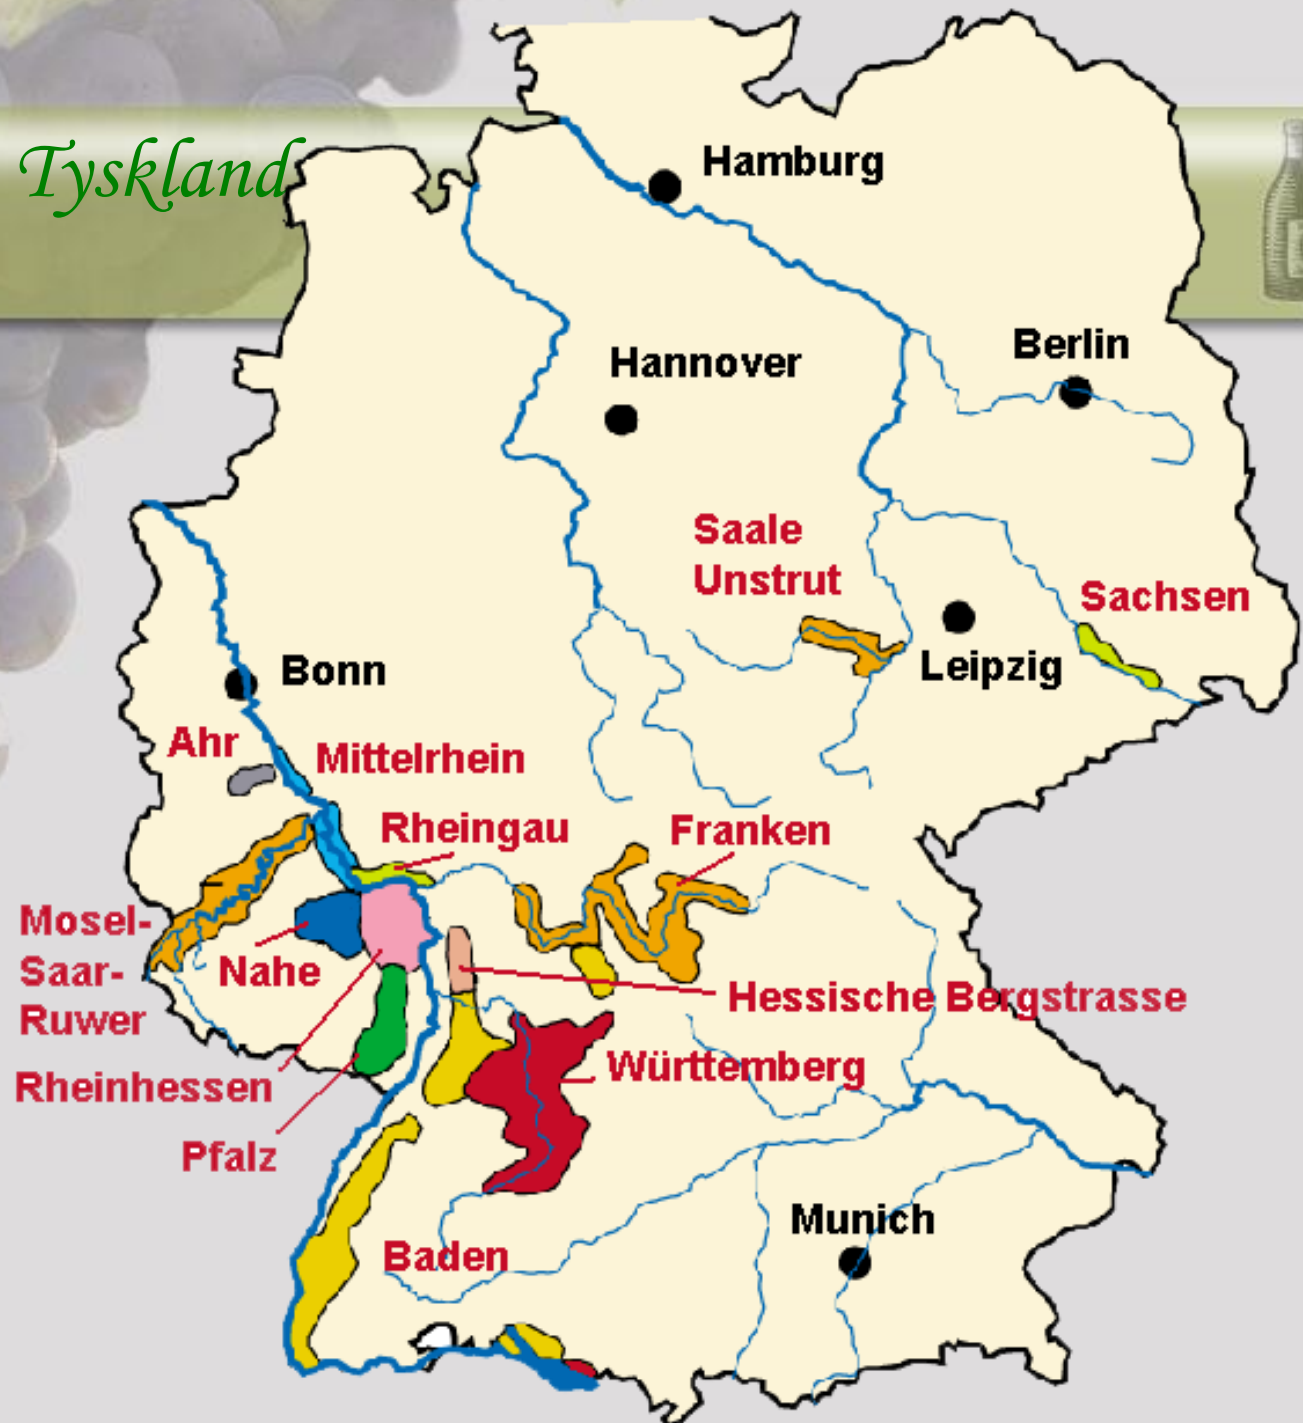 Tyskland
Hamburg
Berlin
Hannover
Saale
Unstrut
Sachsen
Leipzig
Bonn
Ahr
Mittelrhein
Rheingau
Franken
Mosel-
Saar-
Ruwer
Nahe
Hessische Bergstrasse
Württemberg
Rheinhessen
Pfalz
Munich
Baden